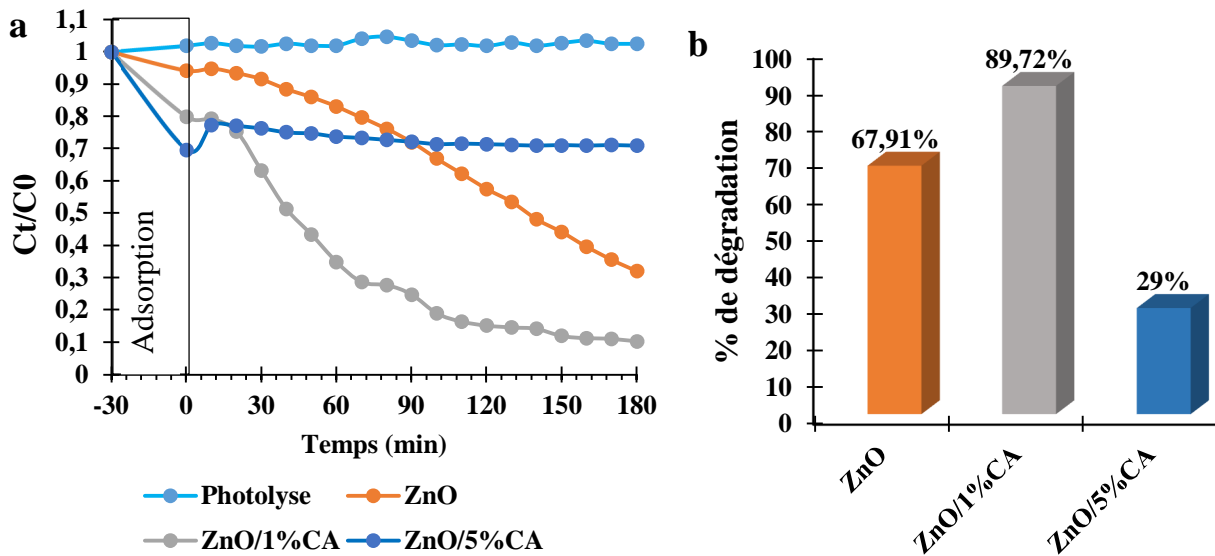 a
Ct/C0
1,1
1
0,9
0,8
0,7
0,6
0,5
0,4
0,3
0,2
0,1
0
Adsorption
-30 0 30 60 90 120 150 180
Temps (min)
Photolyse ZnO
ZnO/1%CA ZnO/5%CA
b
% de dégradation
100
90
80
70
60
50
40
30
20
10
0
67,91%
89,72%
29%
ZnO
ZnO/1%CA
ZnO/5%CA